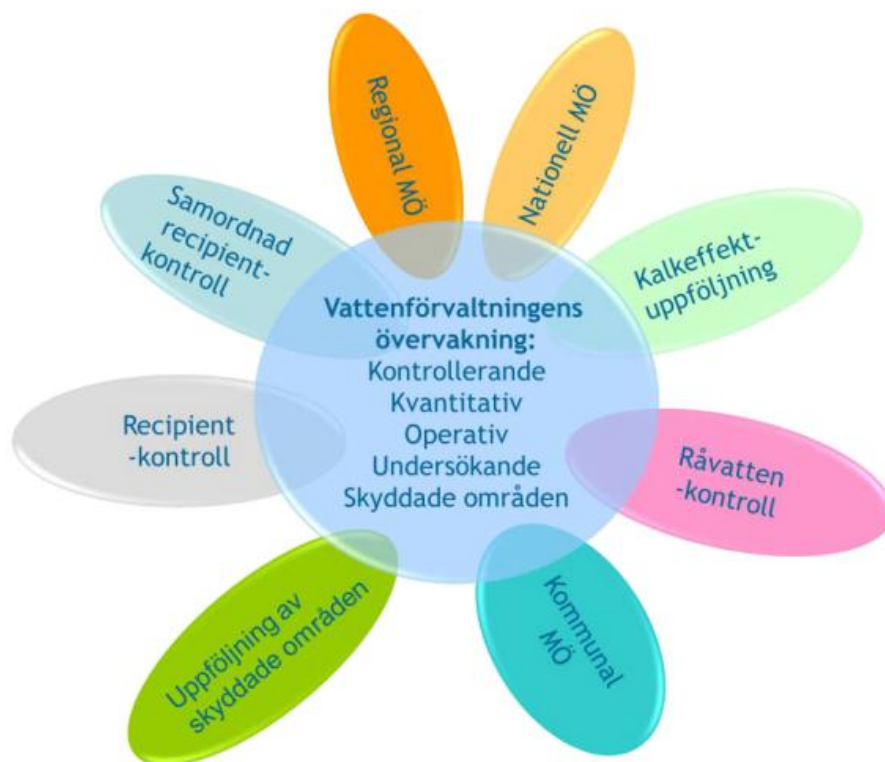 Regional MÖ
Nationell MÖ
Samordnad
recipient-
kontroll
Kalkeffekt-
uppföljning
Vattenförvaltningens
övervakning:
Kontrollerande
Kvantitativ
Operativ
Undersökande
Skyddade områden
Recipient
-kontroll
Råvatten
-kontroll
Uppföljning av
skyddade områden
Kommunal
MÖ